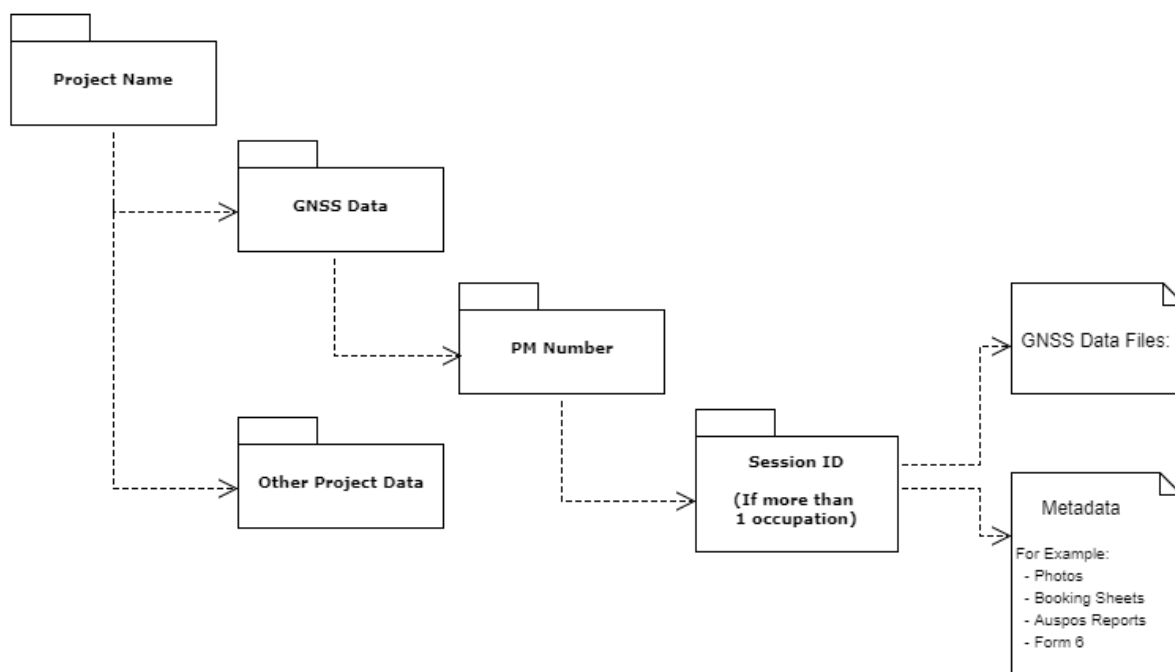 Project Name
GNSS Data
PM Number
GNSS Data Files:
Other Project Data
Session ID
(If more than
1 occupation)
Metadata
For Example:
- Photos
- Booking Sheets
- Auspos Reports
- Form 6